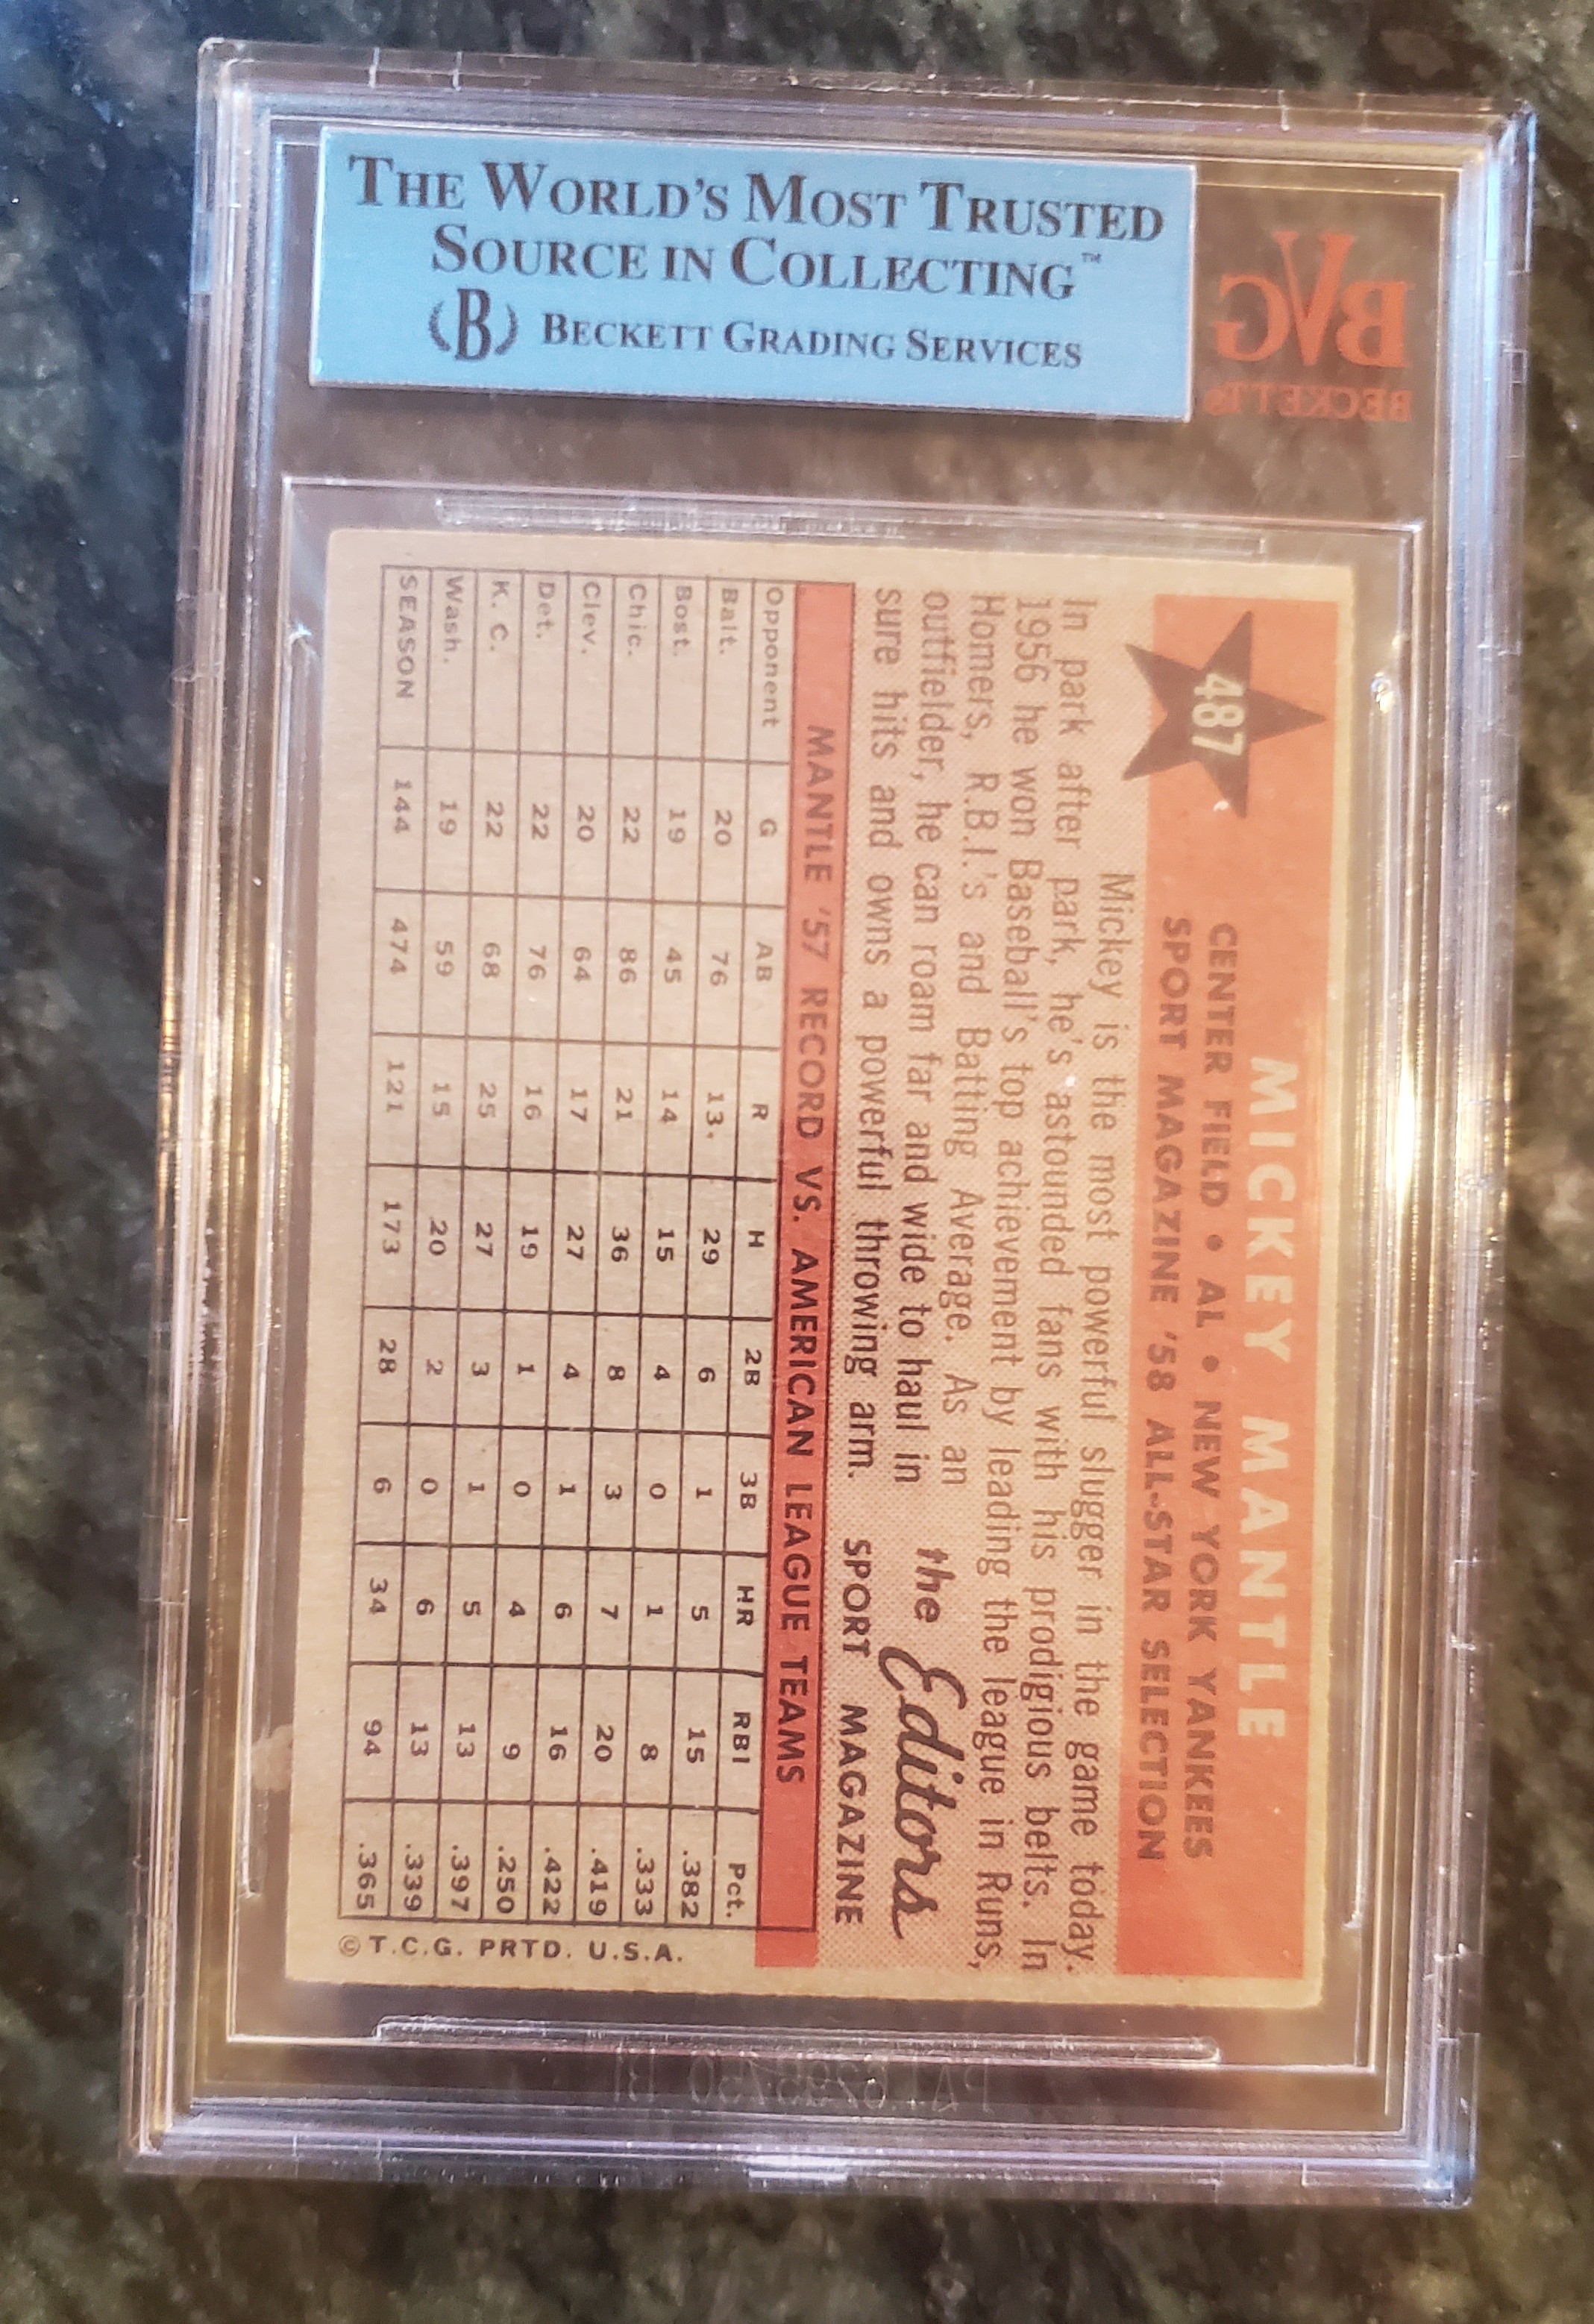 THE WORLD'S MOST TRUSTED
SOURCE IN COLLECTING™
B BECKETT GRADING SERVICES
BVG
BECKETT®
487
MICKEY MANTLE
CENTER FIELD • AL • NEW YORK YANKEES
SPORT MAGAZINE '58 ALL-STAR SELECTION
Mickey is the most powerful slugger in the game today.
In park after park, he's astounded fans with his prodigious belts. In
1956 he won Baseball's top achievement by leading the league in Runs,
Homers, R.B.I.'s and Batting Average. As an
outfielder, he can roam far and wide to haul in
sure hits and owns a powerful throwing arm.
the Editors
SPORT MAGAZINE
MANTLE '57 RECORD VS. AMERICAN LEAGUE TEAMS
Opponent G AB R H 2B 3B HR RBI Pct.
Balt. 20 76 13. 29 6 1 5 15 .382
Bost. 19 45 14 15 4 0 1 8 .333
Chic. 22 86 21 36 8 3 7 20 .419
Clev. 20 64 17 27 4 1 6 16 .422
Det. 22 76 16 19 1 0 4 9 .250
K. C. 22 68 25 27 3 1 5 13 .397
Wash. 19 59 15 20 2 0 6 13 .339
SEASON 144 474 121 173 28 6 34 94 .365
© T.C.G. PRTD. U.S.A.